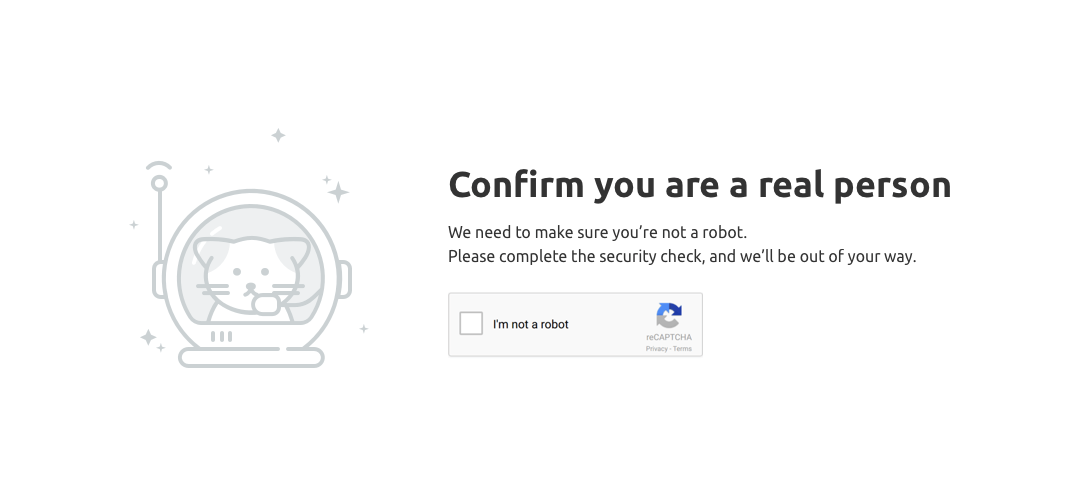 Confirm you are a real person
We need to make sure you’re not a robot.
Please complete the security check, and we’ll be out of your way.
I'm not a robot
reCAPTCHA
Privacy - Terms